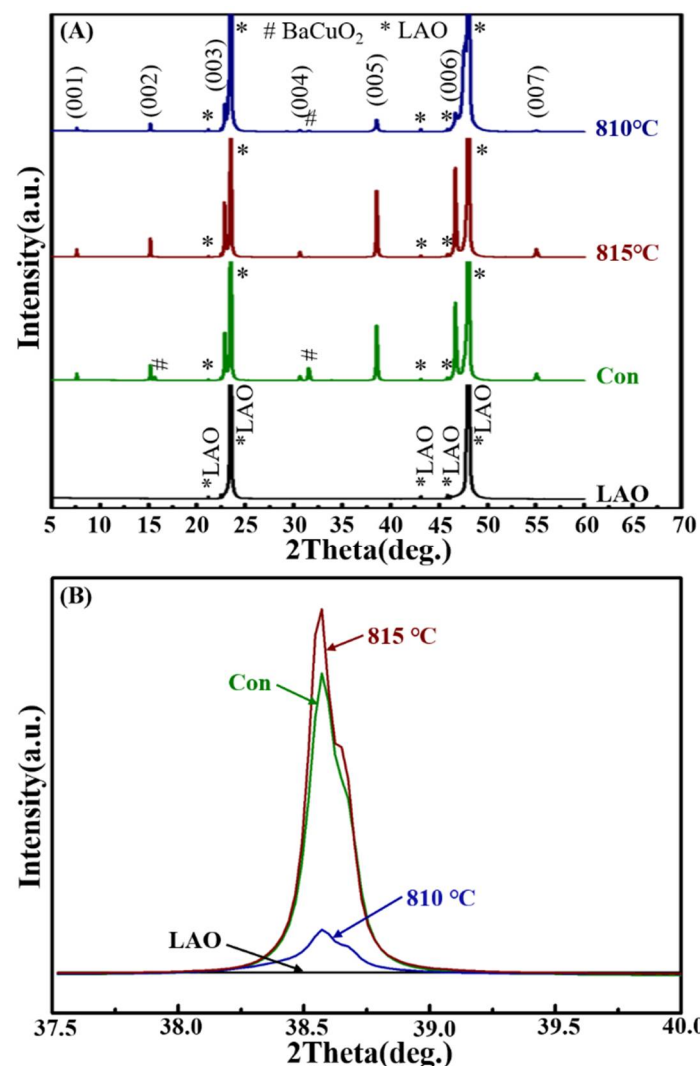 (A)
# BaCuO₂ * LAO
(001)
(002)
(003)
(004)
(005)
(006)
(007)
*
*
*
#
*
*
810°C
*
*
*
*
*
815°C
*
*
#
*
#
*
*
*
Con
*LAO
*LAO
*LAO
*LAO
*LAO
LAO
Intensity(a.u.)
5 10 15 20 25 30 35 40 45 50 55 60 65 70
2Theta(deg.)
(B)
815 °C
Con
810 °C
LAO
Intensity(a.u.)
37.5 38.0 38.5 39.0 39.5 40.0
2Theta(deg.)